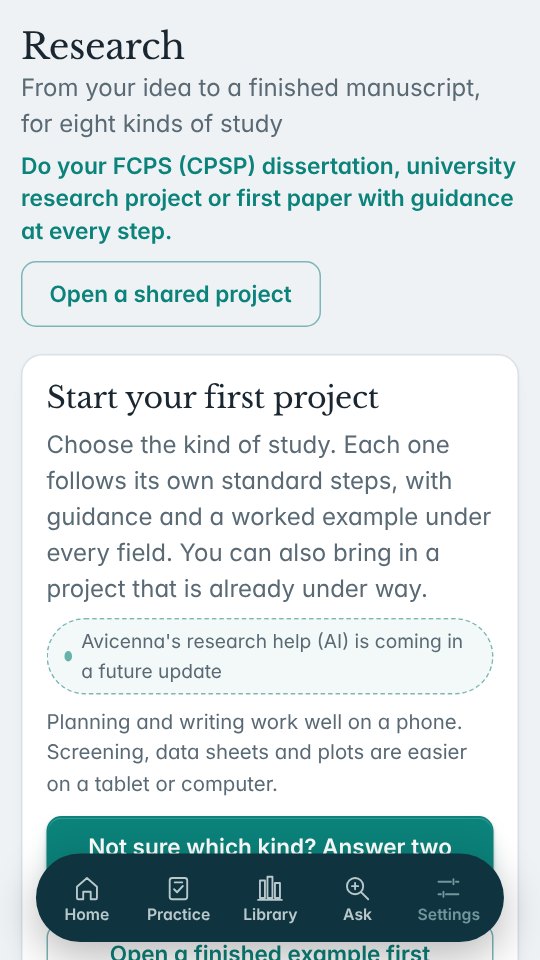 Research
From your idea to a finished manuscript,
for eight kinds of study
Do your FCPS (CPSP) dissertation, university
research project or first paper with guidance
at every step.
Open a shared project
Start your first project
Choose the kind of study. Each one
follows its own standard steps, with
guidance and a worked example under
every field. You can also bring in a
project that is already under way.
Avicenna's research help (AI) is coming in
a future update
Planning and writing work well on a phone.
Screening, data sheets and plots are easier
on a tablet or computer.
Not sure which kind? Answer two
Home
Practice
Library
Ask
Settings
Open a finished example first